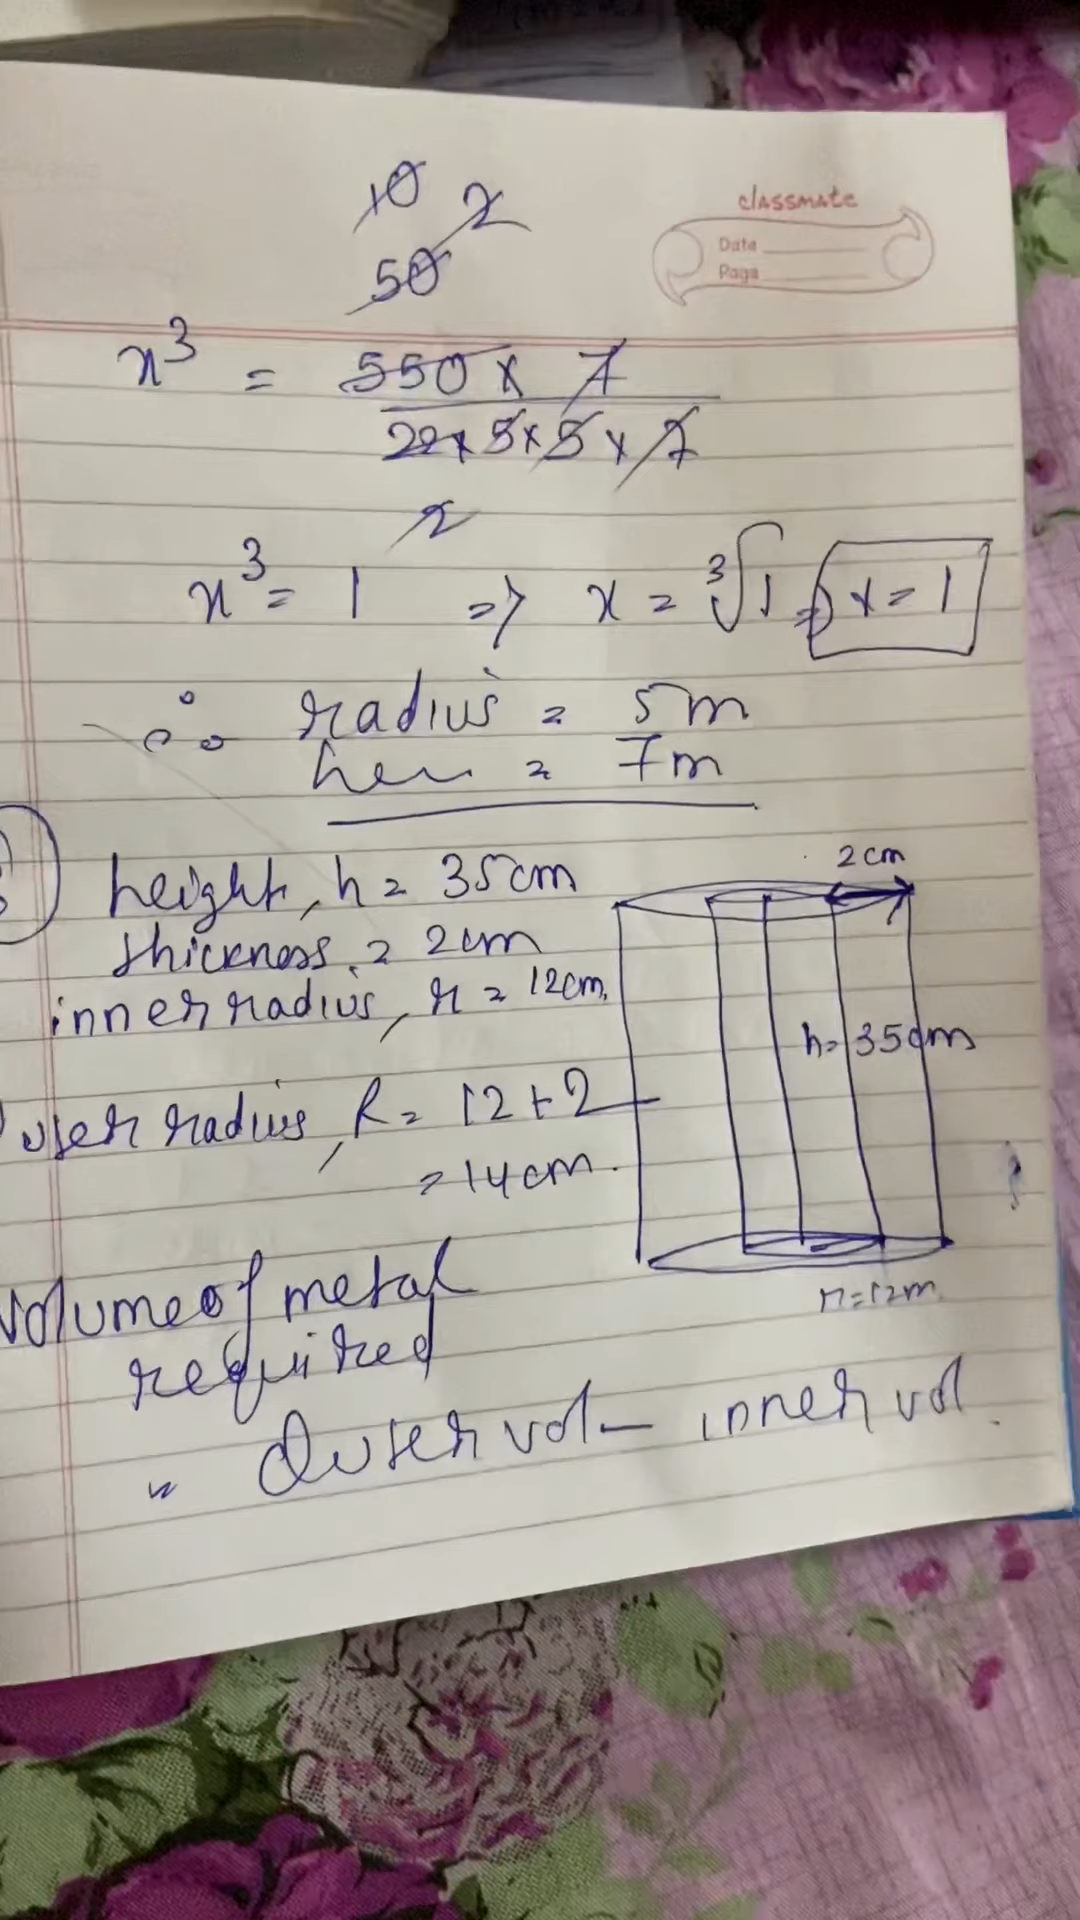 classmate
Date
Page
10 2
50
x³ = 550 x 7
22 x 5 x 5 x 7
2
x³ = 1 => x = ³√1 => x = 1
∴ radius = 5m
= 7m
height, h = 35cm
thickness = 2cm
inner radius, r = 12cm,
outer radius, R = 12+2
= 14cm.
2cm
h=35cm
r=12m
volume of metal
required
= Outer vol - inner vol.